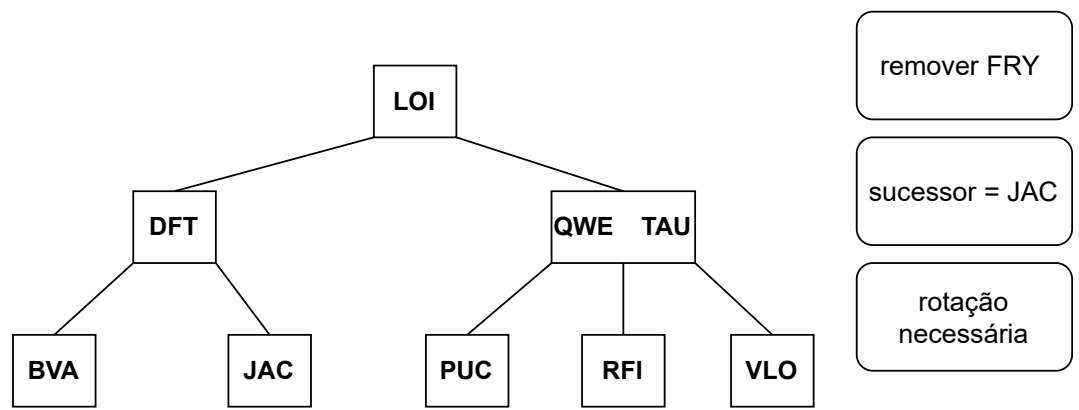 remover FRY
LOI
sucessor = JAC
DFT
QWE TAU
rotação
necessária
BVA
JAC
PUC
RFI
VLO